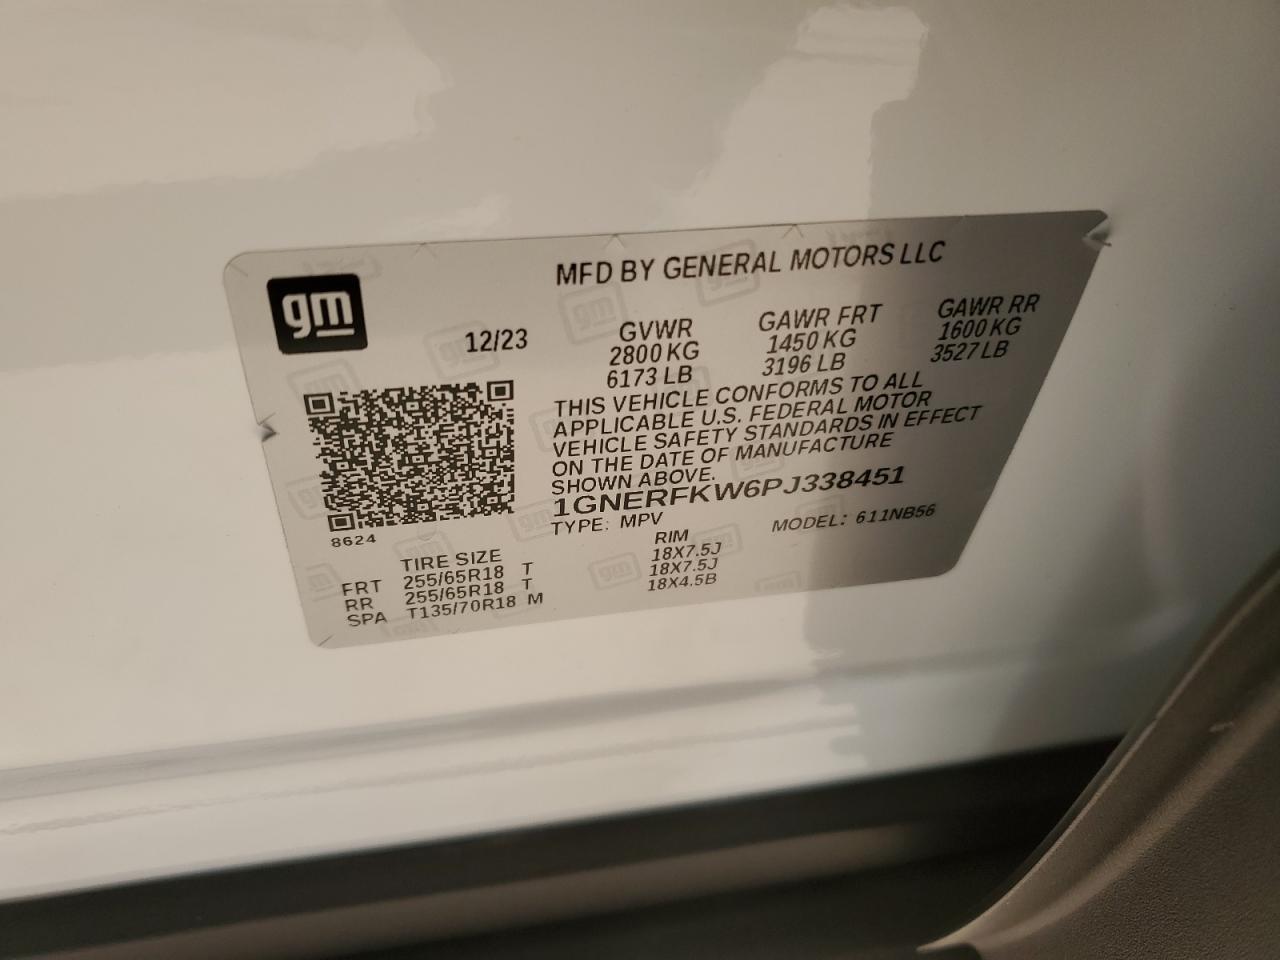 gm
MFD BY GENERAL MOTORS LLC
12/23
GVWR GAWR FRT GAWR RR
2800 KG 1450 KG 1600 KG
6173 LB 3196 LB 3527 LB
THIS VEHICLE CONFORMS TO ALL
APPLICABLE U.S. FEDERAL MOTOR
VEHICLE SAFETY STANDARDS IN EFFECT
ON THE DATE OF MANUFACTURE
SHOWN ABOVE.
1GNERFKW6PJ338451
TYPE: MPV MODEL: 611NB56
8624
TIRE SIZE RIM
FRT 255/65R18 T 18X7.5J
RR 255/65R18 T 18X7.5J
SPA T135/70R18 M 18X4.5B